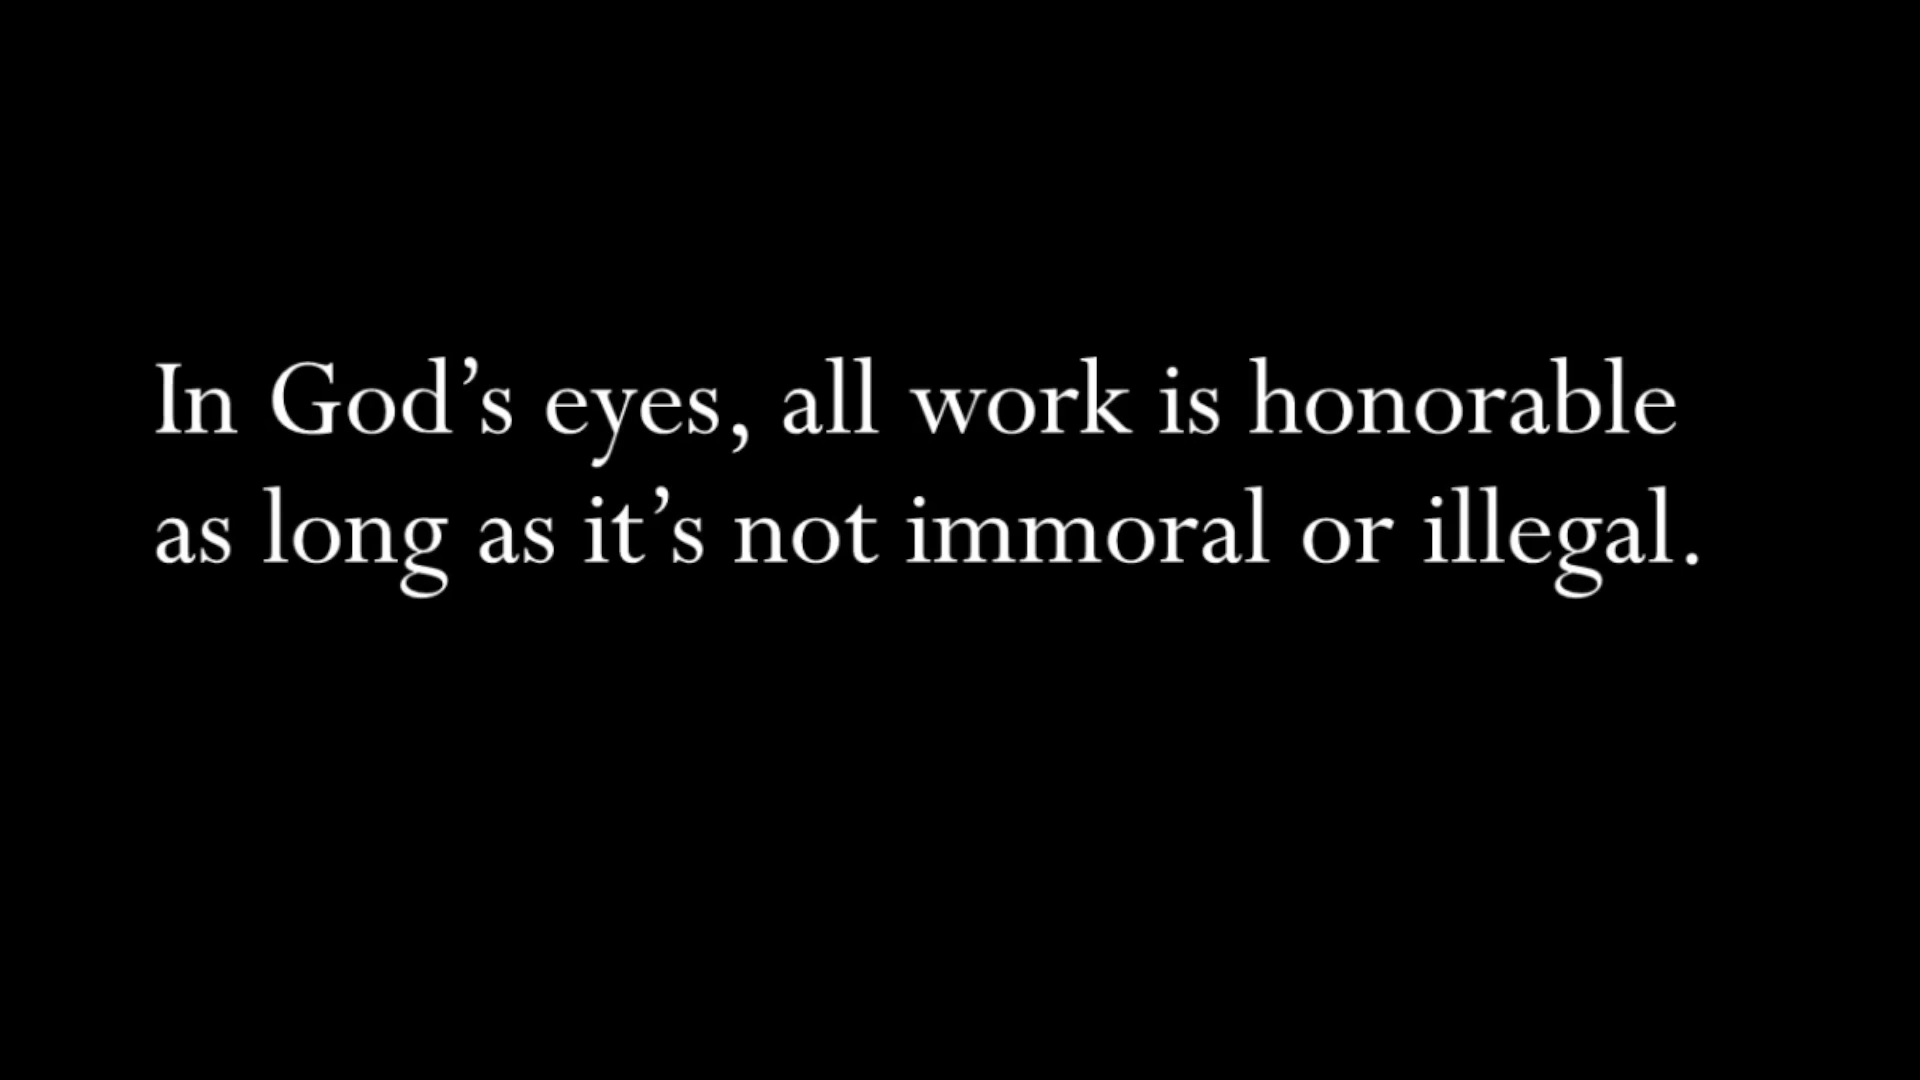 In God’s eyes, all work is honorable
as long as it’s not immoral or illegal.